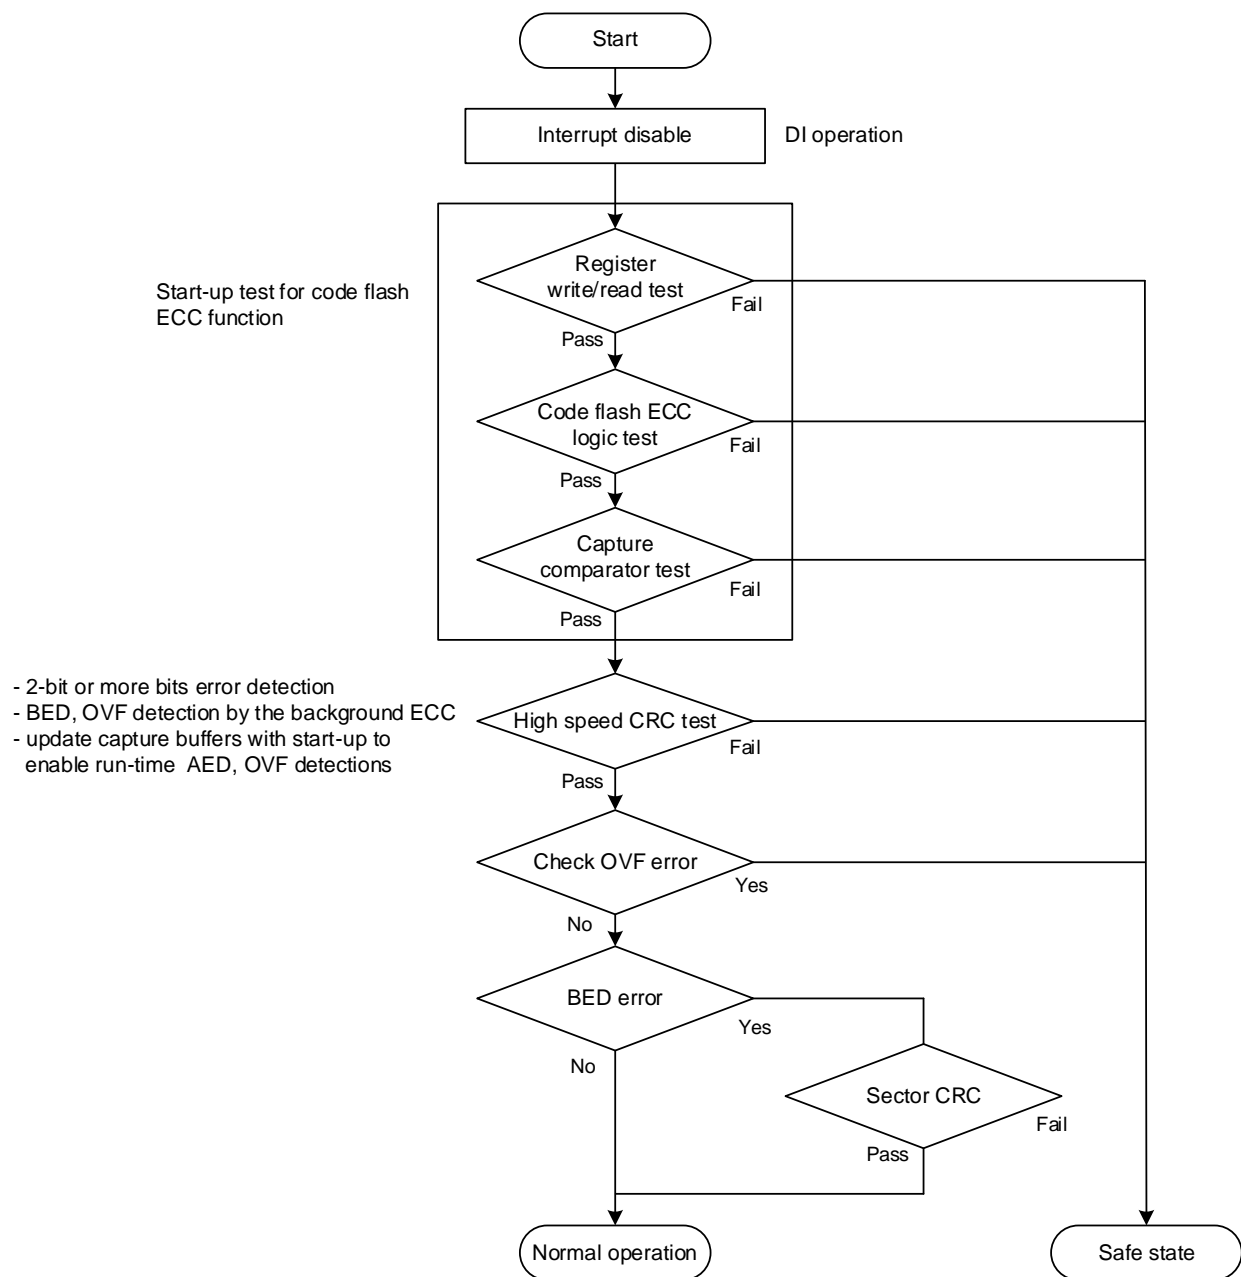 Start
Interrupt disable
DI operation
Start-up test for code flash
ECC function
Register
write/read test
Fail
Pass
Code flash ECC
logic test
Fail
Pass
Capture
comparator test
Fail
Pass
- 2-bit or more bits error detection
- BED, OVF detection by the background ECC
- update capture buffers with start-up to
enable run-time AED, OVF detections
High speed CRC test
Fail
Pass
Check OVF error
Yes
No
BED error
Yes
No
Sector CRC
Fail
Pass
Normal operation
Safe state